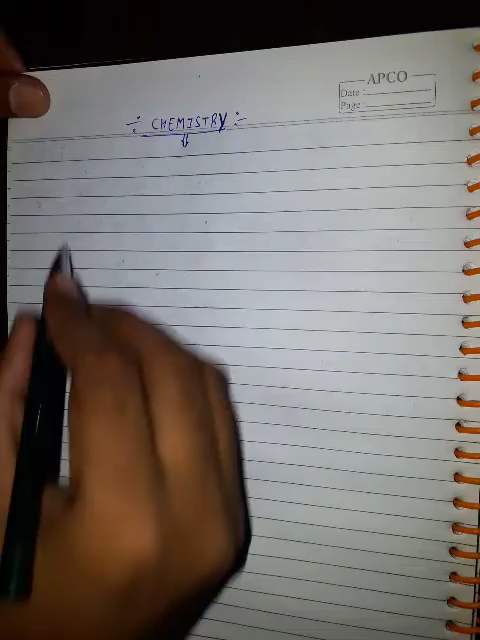 APCO
Date :
Page :
÷ CHEMISTRY :-
⇓